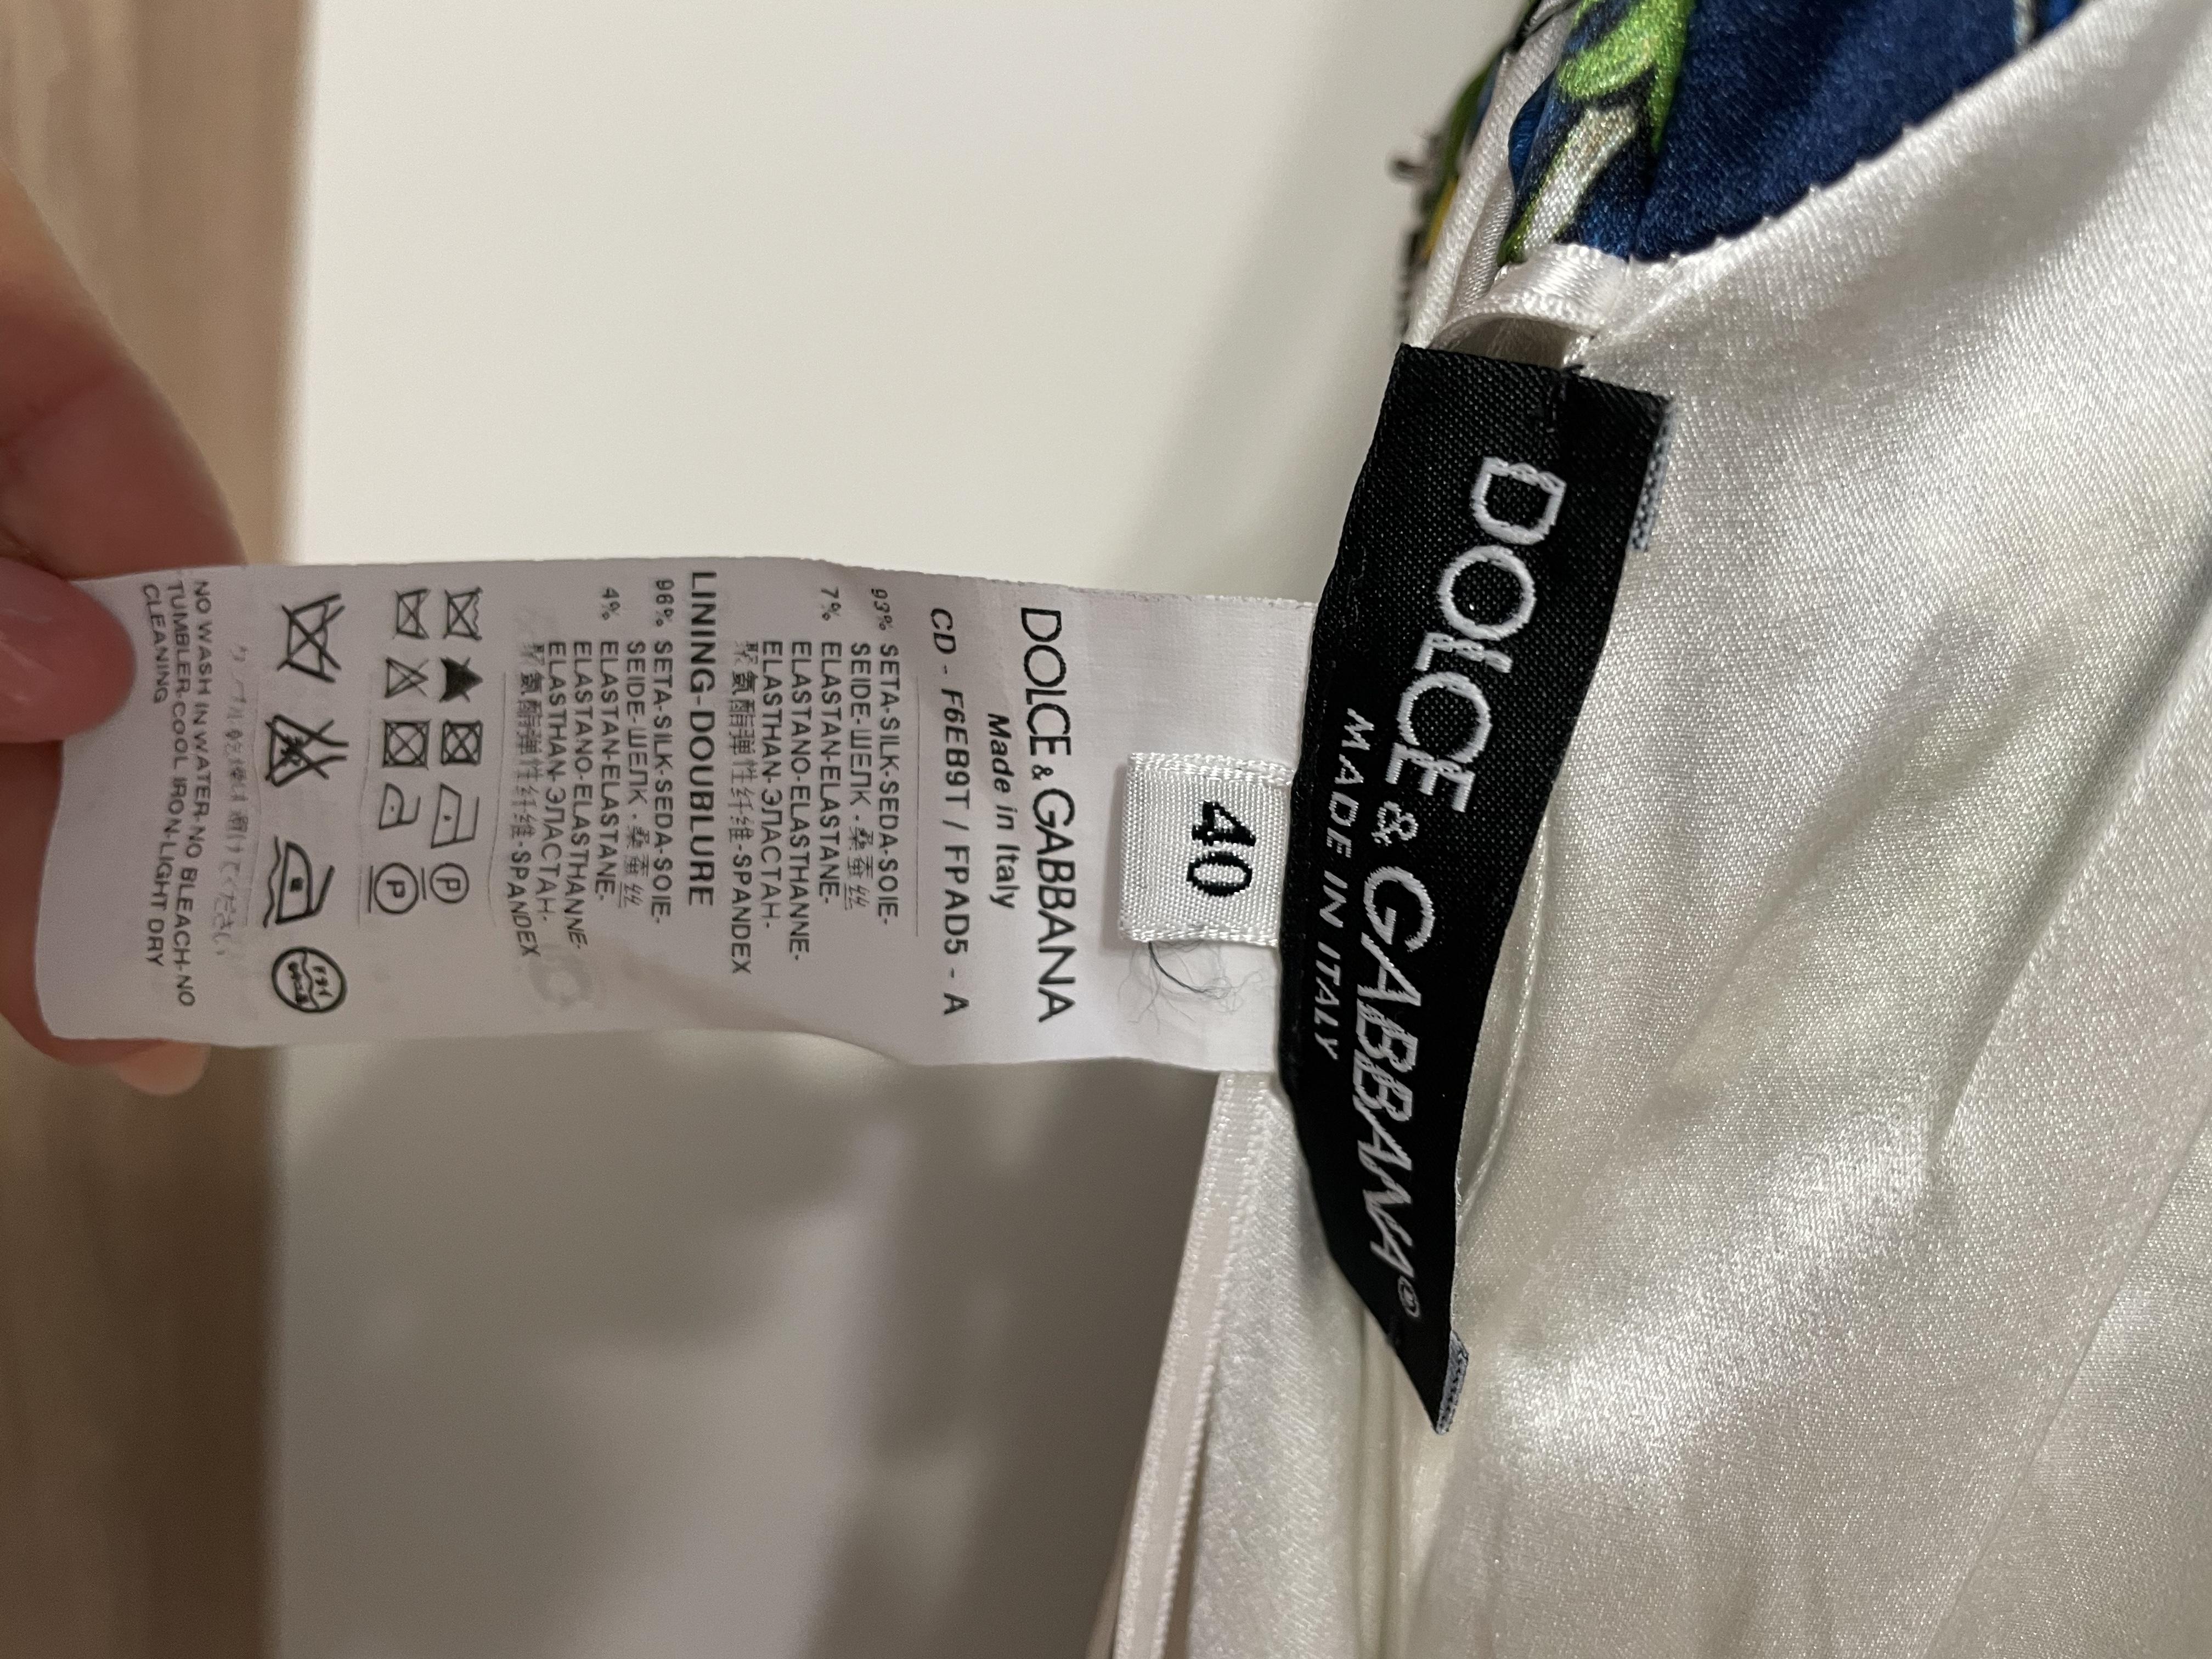 DOLCE & GABBANA®
MADE IN ITALY
40
DOLCE & GABBANA
Made in Italy
CD - F6EB9T / FPAD5 - A
93% SETA-SILK-SEDA-SOIE-
SEIDE-ШЕЛК-桑蚕丝
7% ELASTAN-ELASTANE-
ELASTANO-ELASTHANNE-
ELASTHAN-ЭЛАСТАН-
聚氨酯弹性纤维-SPANDEX
LINING-DOUBLURE
96% SETA-SILK-SEDA-SOIE-
SEIDE-ШЕЛК-桑蚕丝
4% ELASTAN-ELASTANE-
ELASTANO-ELASTHANNE-
ELASTHAN-ЭЛАСТАН-
聚氨酯弹性纤维-SPANDEX
P
P
ドライ
NO WASH IN WATER-NO BLEACH-NO
TUMBLER-COOL IRON-LIGHT DRY
CLEANING